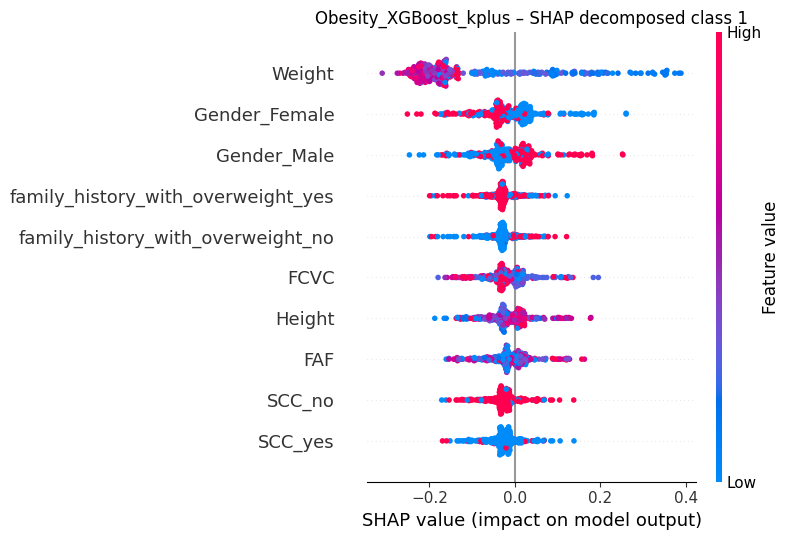 Obesity_XGBoost_kplus – SHAP decomposed class 1
High
Weight
Gender_Female
Gender_Male
family_history_with_overweight_yes
family_history_with_overweight_no
FCVC
Height
FAF
SCC_no
SCC_yes
Feature value
Low
−0.2 0.0 0.2 0.4
SHAP value (impact on model output)